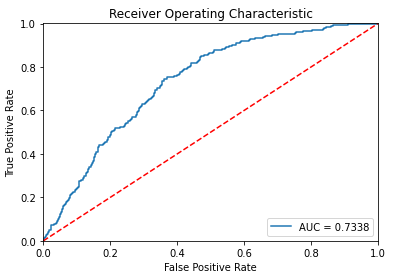 Receiver Operating Characteristic
True Positive Rate
1.0
0.8
0.6
0.4
0.2
0.0
AUC = 0.7338
0.0 0.2 0.4 0.6 0.8 1.0
False Positive Rate